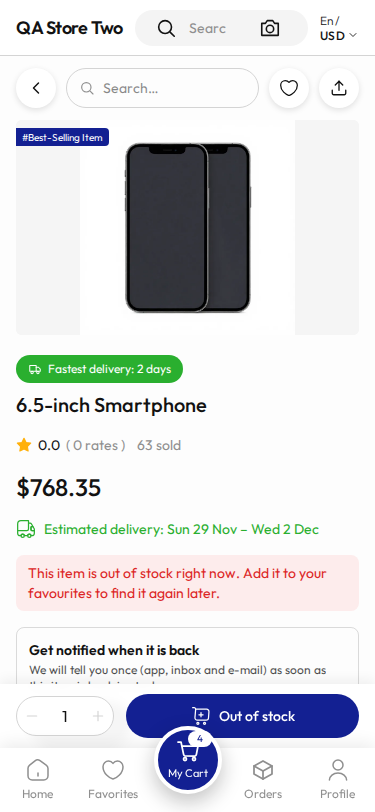 QA Store Two
Searc
En /
USD
Search...
#Best-Selling Item
Fastest delivery: 2 days
6.5-inch Smartphone
0.0 ( 0 rates ) 63 sold
$768.35
Estimated delivery: Sun 29 Nov – Wed 2 Dec
This item is out of stock right now. Add it to your
favourites to find it again later.
Get notified when it is back
We will tell you once (app, inbox and e-mail) as soon as
1
Out of stock
4
My Cart
Home
Favorites
Orders
Profile